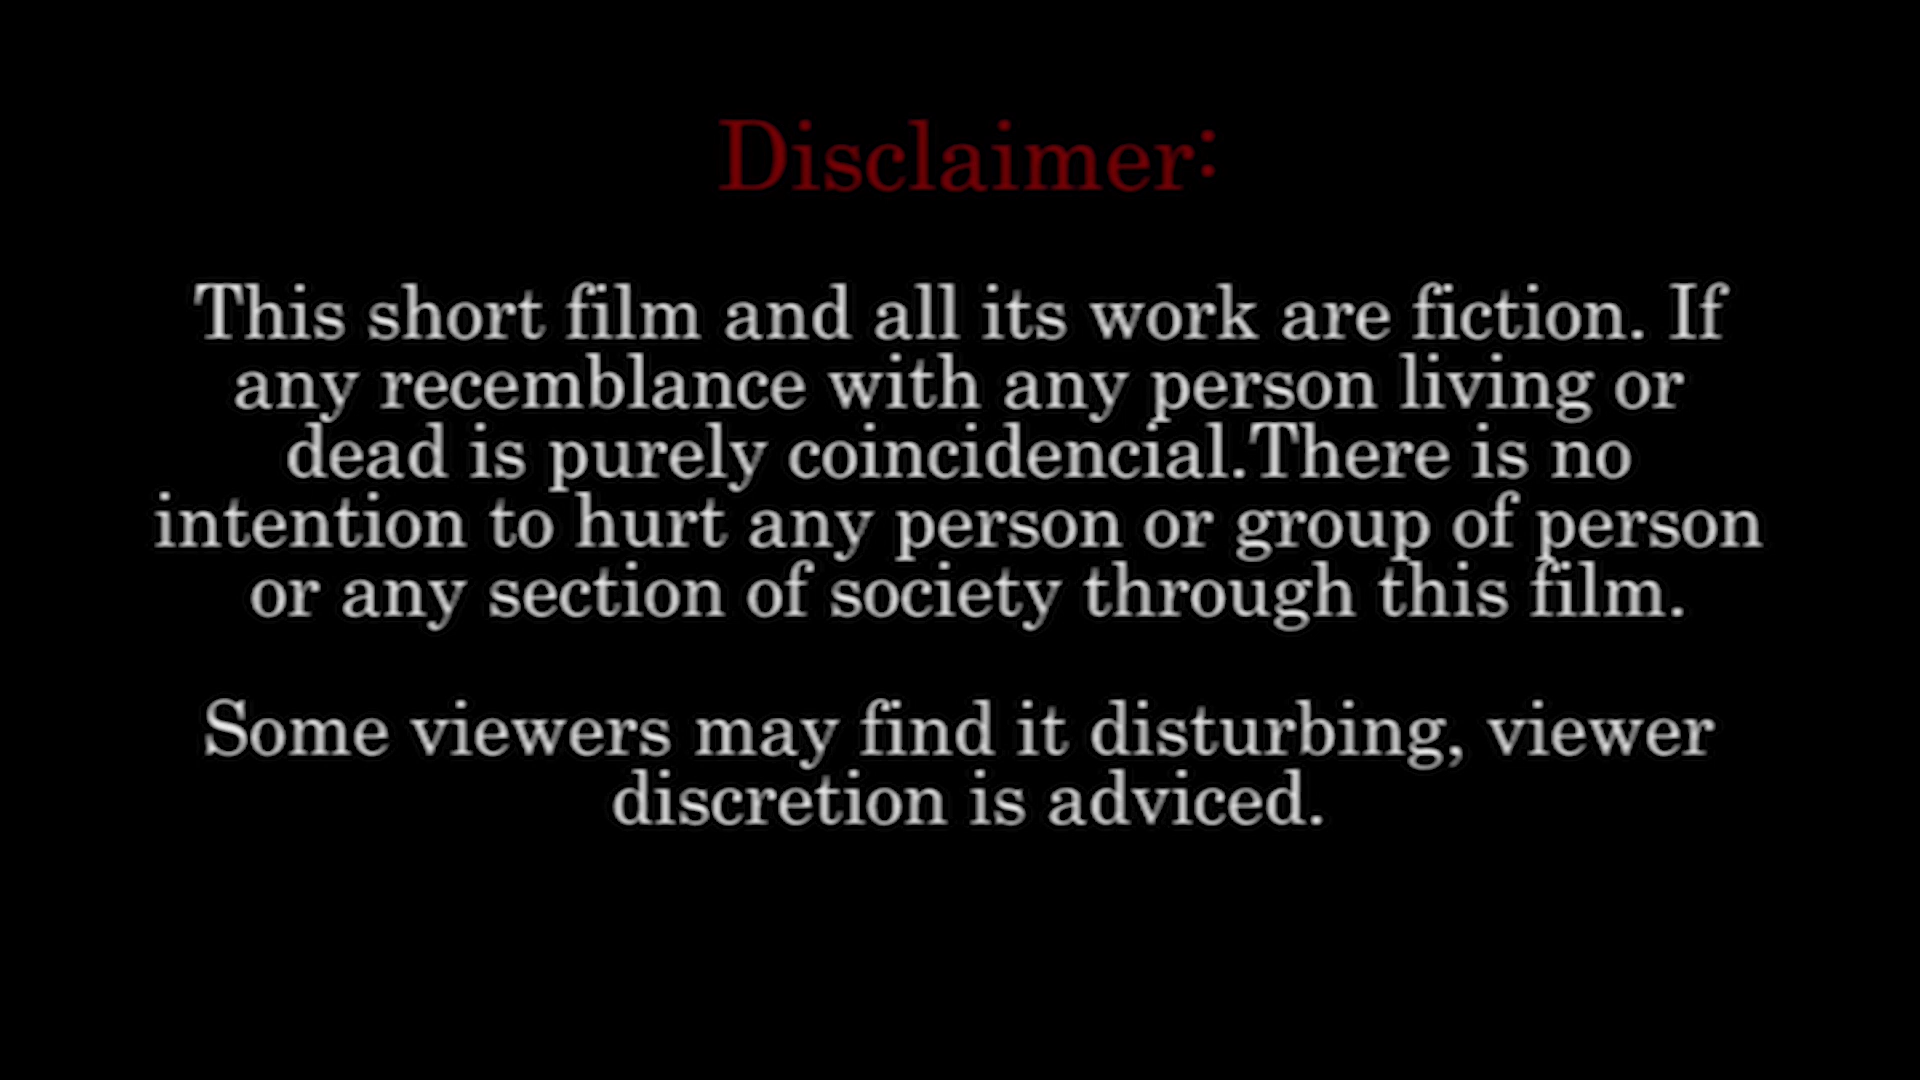 Disclaimer:
This short film and all its work are fiction. If
any recemblance with any person living or
dead is purely coincidencial.There is no
intention to hurt any person or group of person
or any section of society through this film.
Some viewers may find it disturbing, viewer
discretion is adviced.